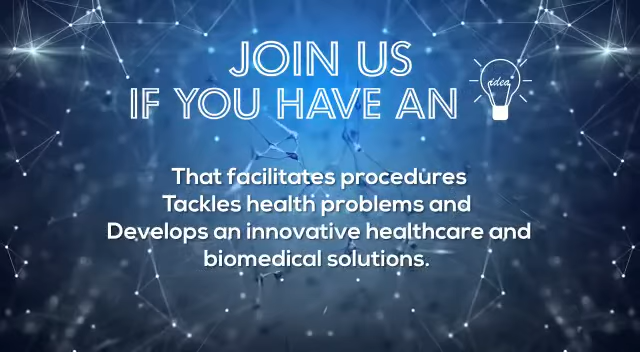 JOIN US
IF YOU HAVE AN idea
That facilitates procedures
Tackles health problems and
Develops an innovative healthcare and
biomedical solutions.